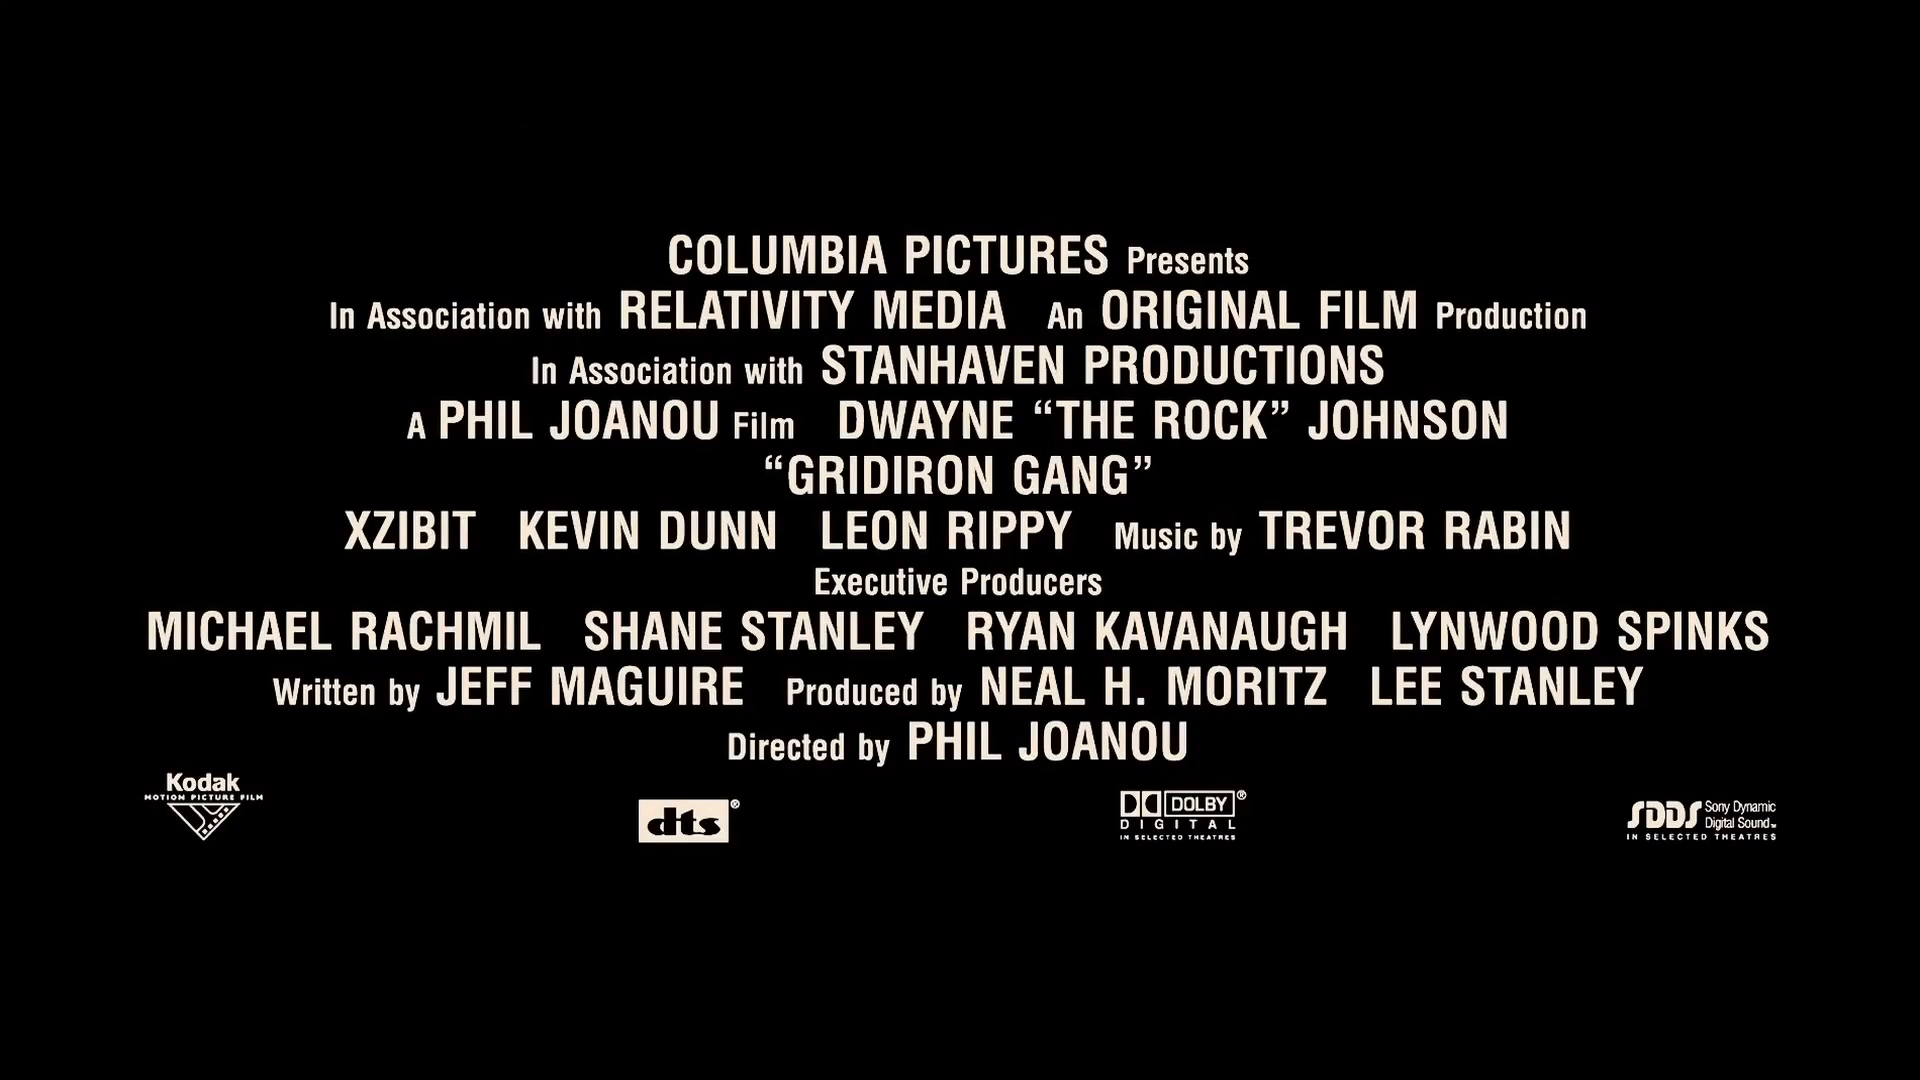 COLUMBIA PICTURES Presents
In Association with RELATIVITY MEDIA An ORIGINAL FILM Production
In Association with STANHAVEN PRODUCTIONS
A PHIL JOANOU Film DWAYNE “THE ROCK” JOHNSON
“GRIDIRON GANG”
XZIBIT KEVIN DUNN LEON RIPPY Music by TREVOR RABIN
Executive Producers
MICHAEL RACHMIL SHANE STANLEY RYAN KAVANAUGH LYNWOOD SPINKS
Written by JEFF MAGUIRE Produced by NEAL H. MORITZ LEE STANLEY
Directed by PHIL JOANOU
Kodak
MOTION PICTURE FILM
dts®
DOLBY®
DIGITAL
IN SELECTED THEATRES
SDDS Sony Dynamic
Digital Sound™
IN SELECTED THEATRES